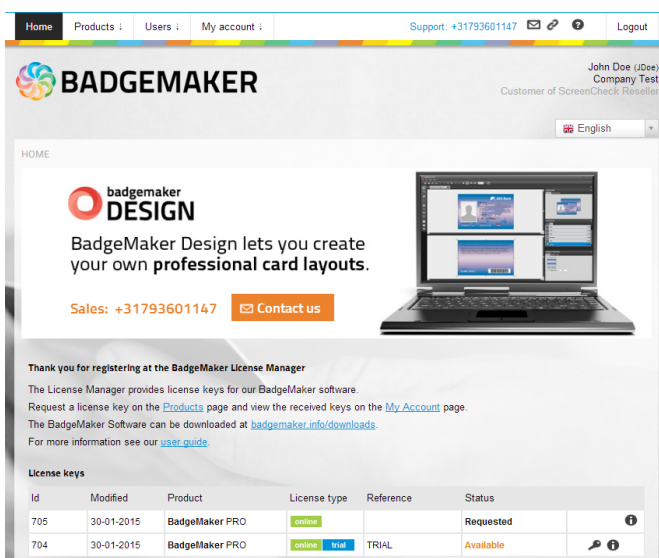 Home Products ↓ Users ↓ My account ↓ Support: +31793601147 Logout
John Doe (JDoe)
BADGEMAKER
Company Test
Customer of ScreenCheck Reseller
English
HOME
badgemaker
DESIGN
BadgeMaker Design lets you create
your own professional card layouts.
Sales: +31793601147 Contact us
Thank you for registering at the BadgeMaker License Manager
The License Manager provides license keys for our BadgeMaker software.
Request a license key on the Products page and view the received keys on the My Account page.
The BadgeMaker Software can be downloaded at badgemaker.info/downloads.
For more information see our user guide.
License keys
Id Modified Product License type Reference Status
705 30-01-2015 BadgeMaker PRO online Requested
704 30-01-2015 BadgeMaker PRO online trial TRIAL Available